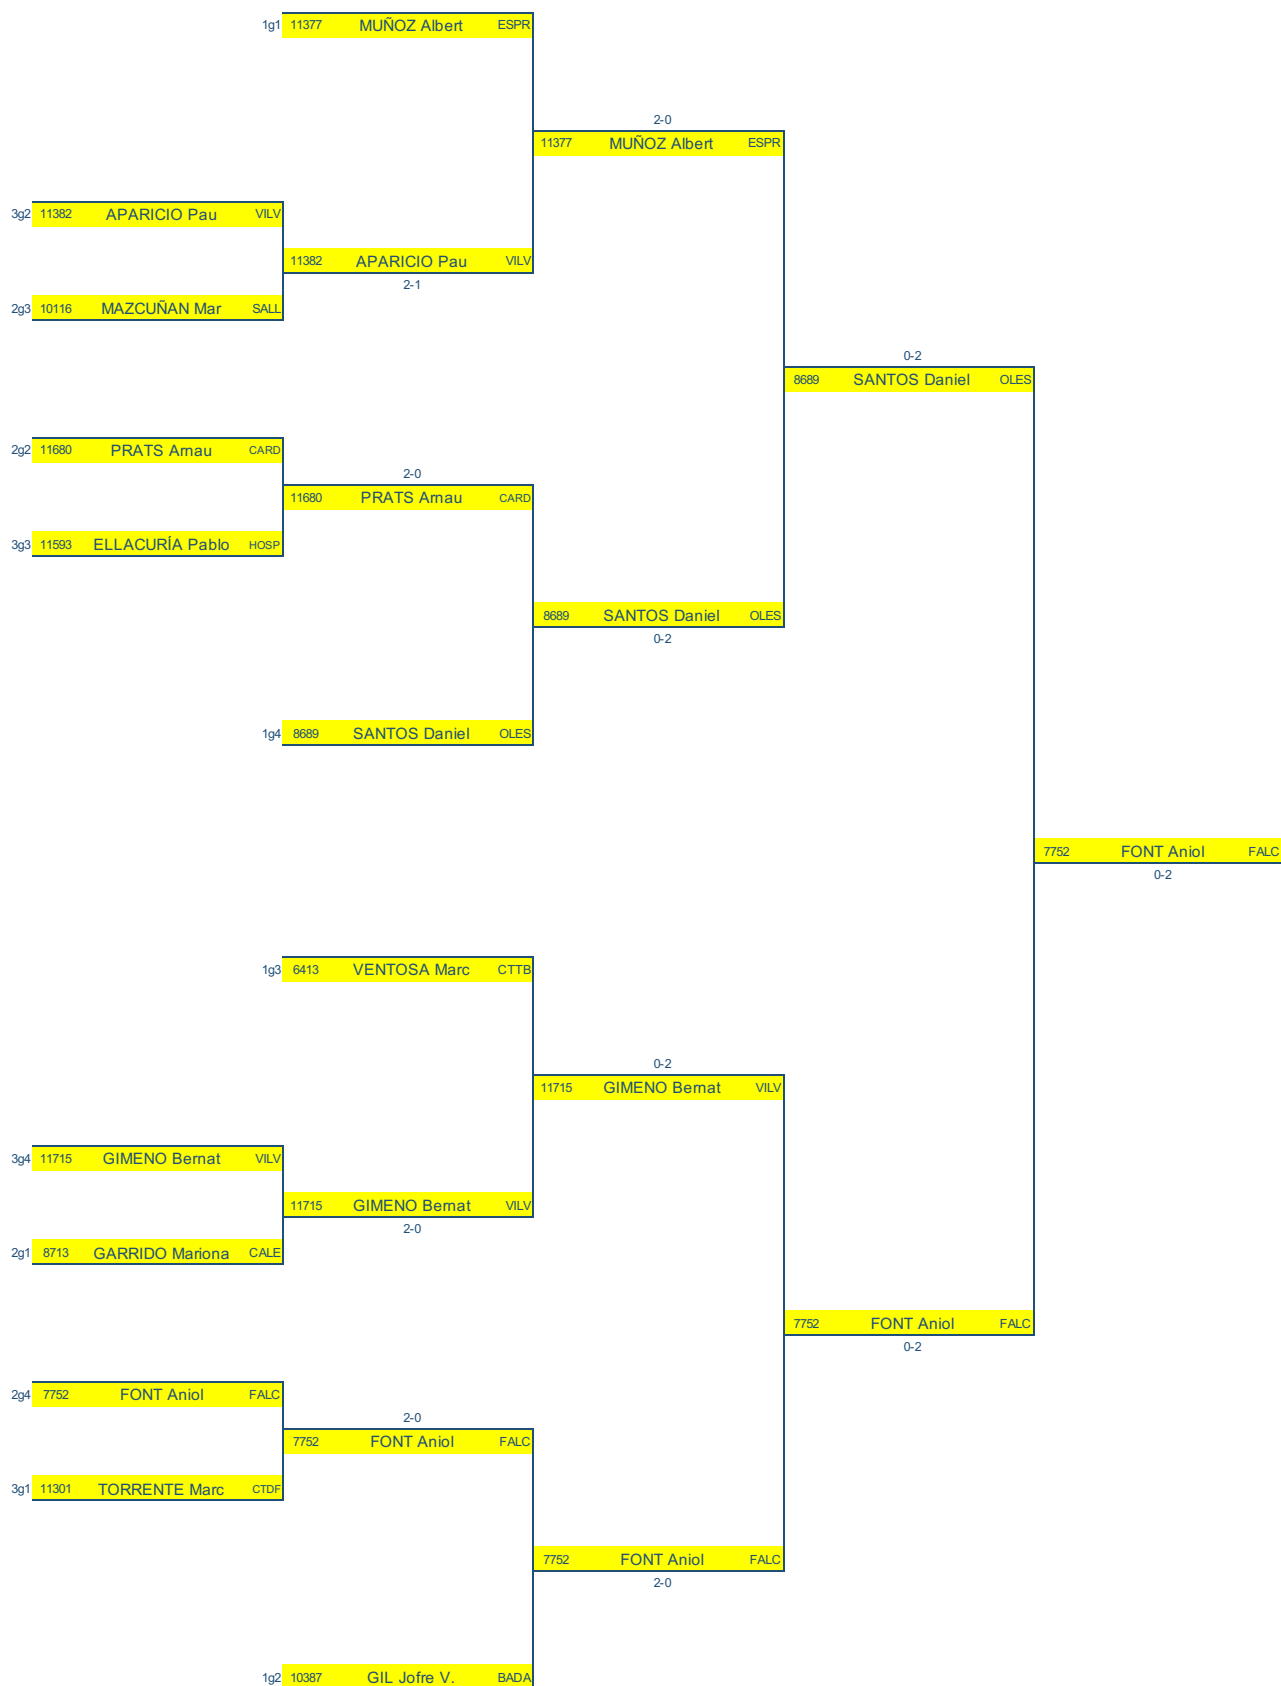 1g1 11377 MUÑOZ Albert ESPR
2-0
11377 MUÑOZ Albert ESPR
3g2 11382 APARICIO Pau VILV
11382 APARICIO Pau VILV
2-1
2g3 10116 MAZCUÑAN Mar SALL
0-2
8689 SANTOS Daniel OLES
2g2 11680 PRATS Arnau CARD
2-0
11680 PRATS Arnau CARD
3g3 11593 ELLACURÍA Pablo HOSP
8689 SANTOS Daniel OLES
0-2
1g4 8689 SANTOS Daniel OLES
7752 FONT Aniol FALC
0-2
1g3 6413 VENTOSA Marc CTTB
0-2
11715 GIMENO Bernat VILV
3g4 11715 GIMENO Bernat VILV
11715 GIMENO Bernat VILV
2-0
2g1 8713 GARRIDO Mariona CALE
7752 FONT Aniol FALC
0-2
2g4 7752 FONT Aniol FALC
2-0
7752 FONT Aniol FALC
3g1 11301 TORRENTE Marc CTDF
7752 FONT Aniol FALC
2-0
1g2 10387 GIL Jofre V. BADA